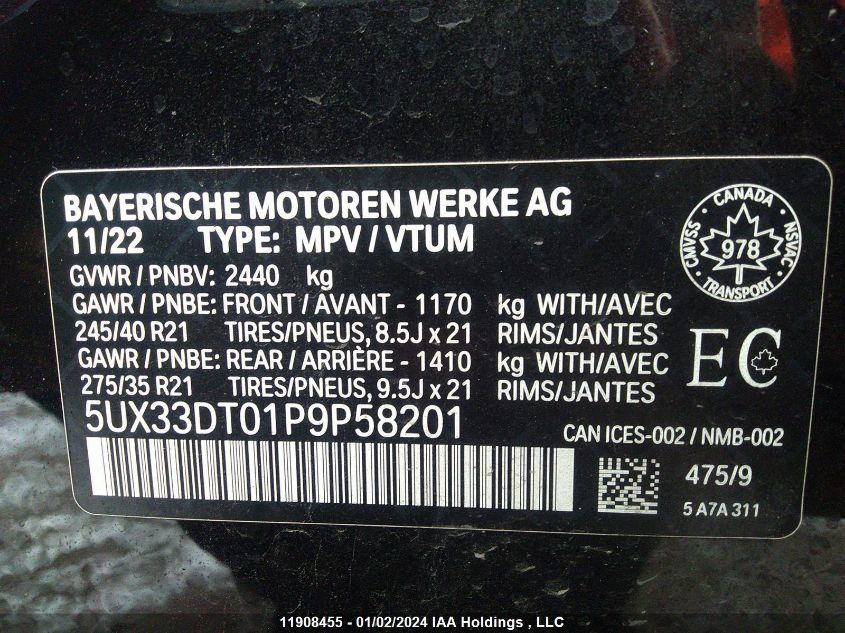 BAYERISCHE MOTOREN WERKE AG
11/22 TYPE: MPV / VTUM
GVWR / PNBV: 2440 kg
GAWR / PNBE: FRONT / AVANT - 1170 kg WITH/AVEC
245/40 R21 TIRES/PNEUS, 8.5J x 21 RIMS/JANTES
GAWR / PNBE: REAR / ARRIÈRE - 1410 kg WITH/AVEC
275/35 R21 TIRES/PNEUS, 9.5J x 21 RIMS/JANTES
5UX33DT01P9P58201
CANADA
CMVSS 978 NSVAC
TRANSPORT
EC
CAN ICES-002 / NMB-002
475/9
5 A7A 311
11908455 - 01/02/2024 IAA Holdings , LLC